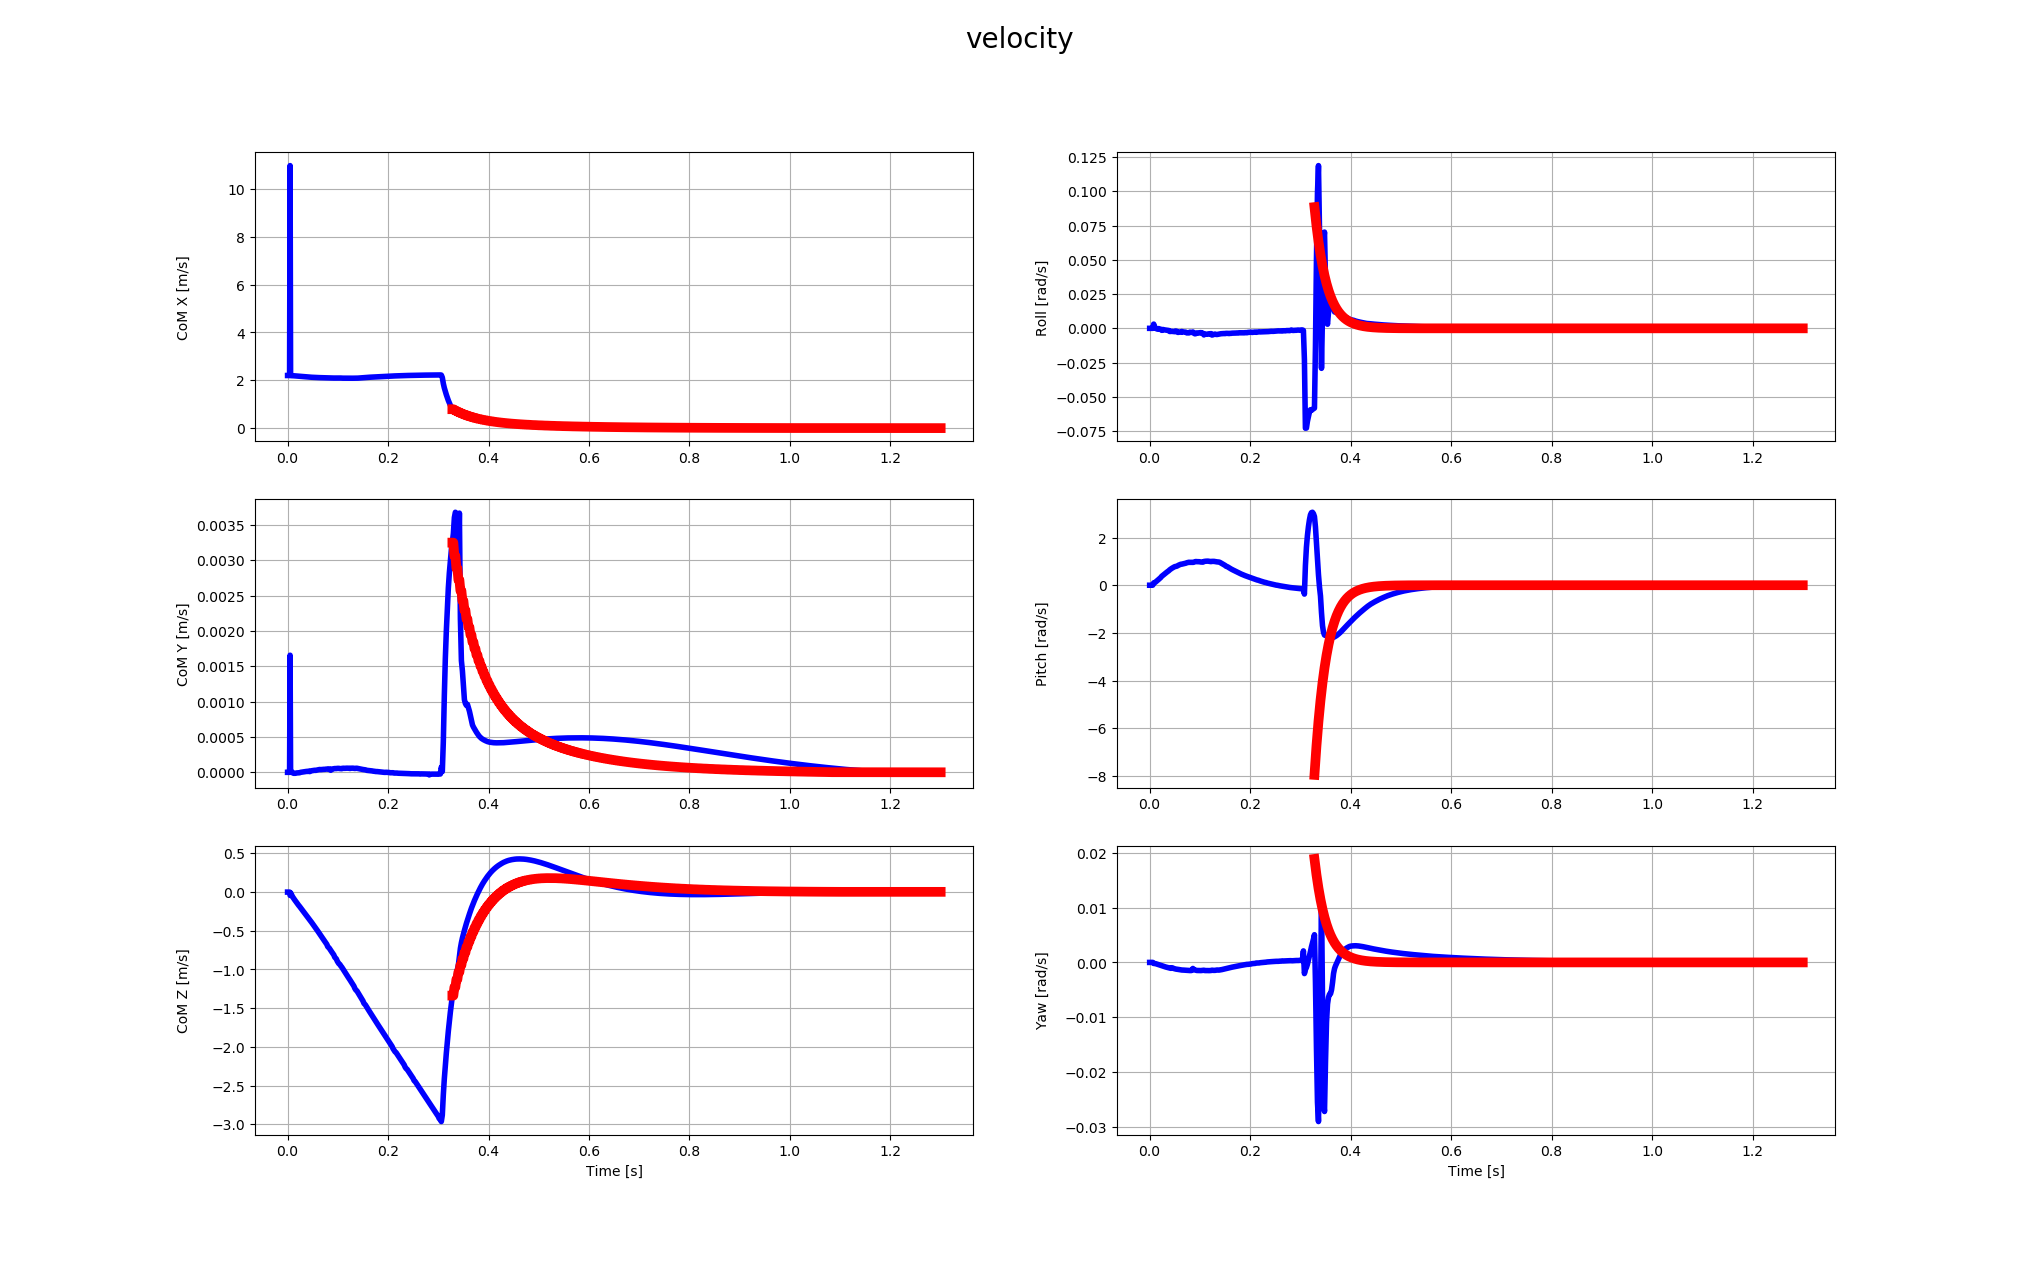 velocity
CoM X [m/s]
10
8
6
4
2
0
0.0 0.2 0.4 0.6 0.8 1.0 1.2
Roll [rad/s]
0.125
0.100
0.075
0.050
0.025
0.000
−0.025
−0.050
−0.075
0.0 0.2 0.4 0.6 0.8 1.0 1.2
CoM Y [m/s]
0.0035
0.0030
0.0025
0.0020
0.0015
0.0010
0.0005
0.0000
0.0 0.2 0.4 0.6 0.8 1.0 1.2
Pitch [rad/s]
2
0
−2
−4
−6
−8
0.0 0.2 0.4 0.6 0.8 1.0 1.2
CoM Z [m/s]
0.5
0.0
−0.5
−1.0
−1.5
−2.0
−2.5
−3.0
0.0 0.2 0.4 0.6 0.8 1.0 1.2
Time [s]
Yaw [rad/s]
0.02
0.01
0.00
−0.01
−0.02
−0.03
0.0 0.2 0.4 0.6 0.8 1.0 1.2
Time [s]